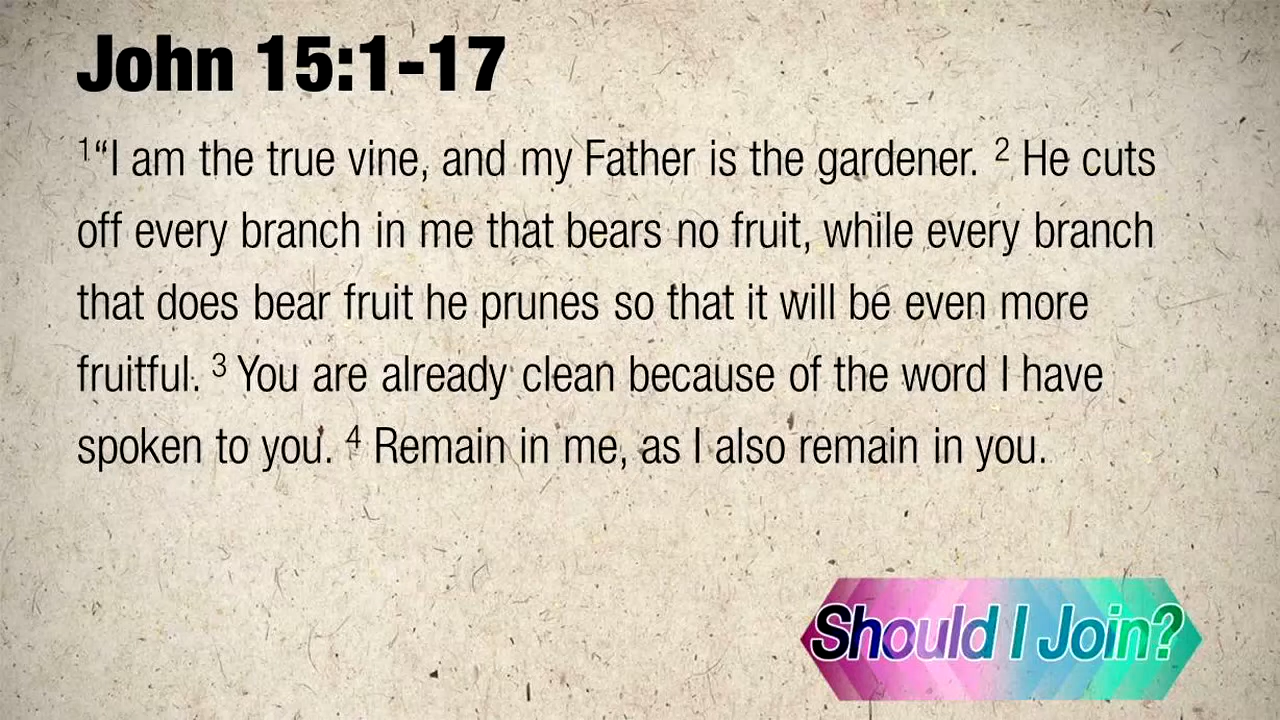 John 15:1-17
¹“I am the true vine, and my Father is the gardener. ² He cuts
off every branch in me that bears no fruit, while every branch
that does bear fruit he prunes so that it will be even more
fruitful. ³ You are already clean because of the word I have
spoken to you. ⁴ Remain in me, as I also remain in you.
Should I Join?